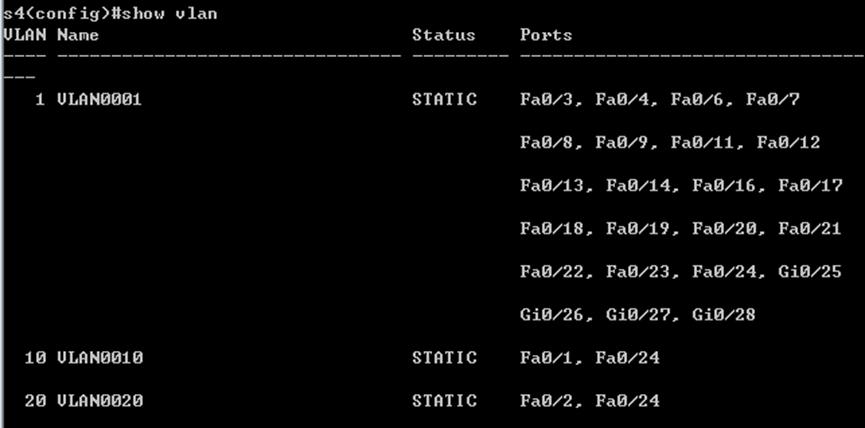 s4(config)#show vlan
VLAN Name Status Ports
---- -------------------------------- --------- --------------------------------
---
1 VLAN0001 STATIC Fa0/3, Fa0/4, Fa0/6, Fa0/7
Fa0/8, Fa0/9, Fa0/11, Fa0/12
Fa0/13, Fa0/14, Fa0/16, Fa0/17
Fa0/18, Fa0/19, Fa0/20, Fa0/21
Fa0/22, Fa0/23, Fa0/24, Gi0/25
Gi0/26, Gi0/27, Gi0/28
10 VLAN0010 STATIC Fa0/1, Fa0/24
20 VLAN0020 STATIC Fa0/2, Fa0/24